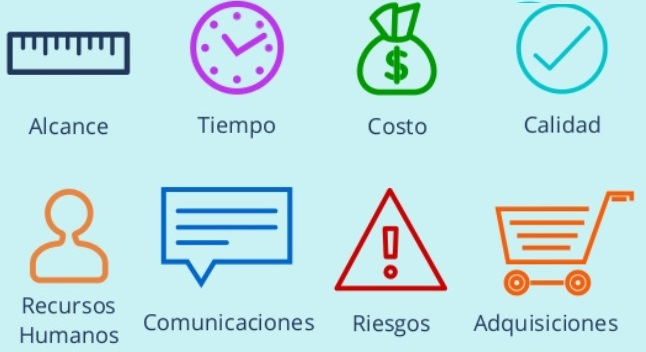 $
Alcance
Tiempo
Costo
Calidad
!
Recursos
Humanos
Comunicaciones
Riesgos
Adquisiciones